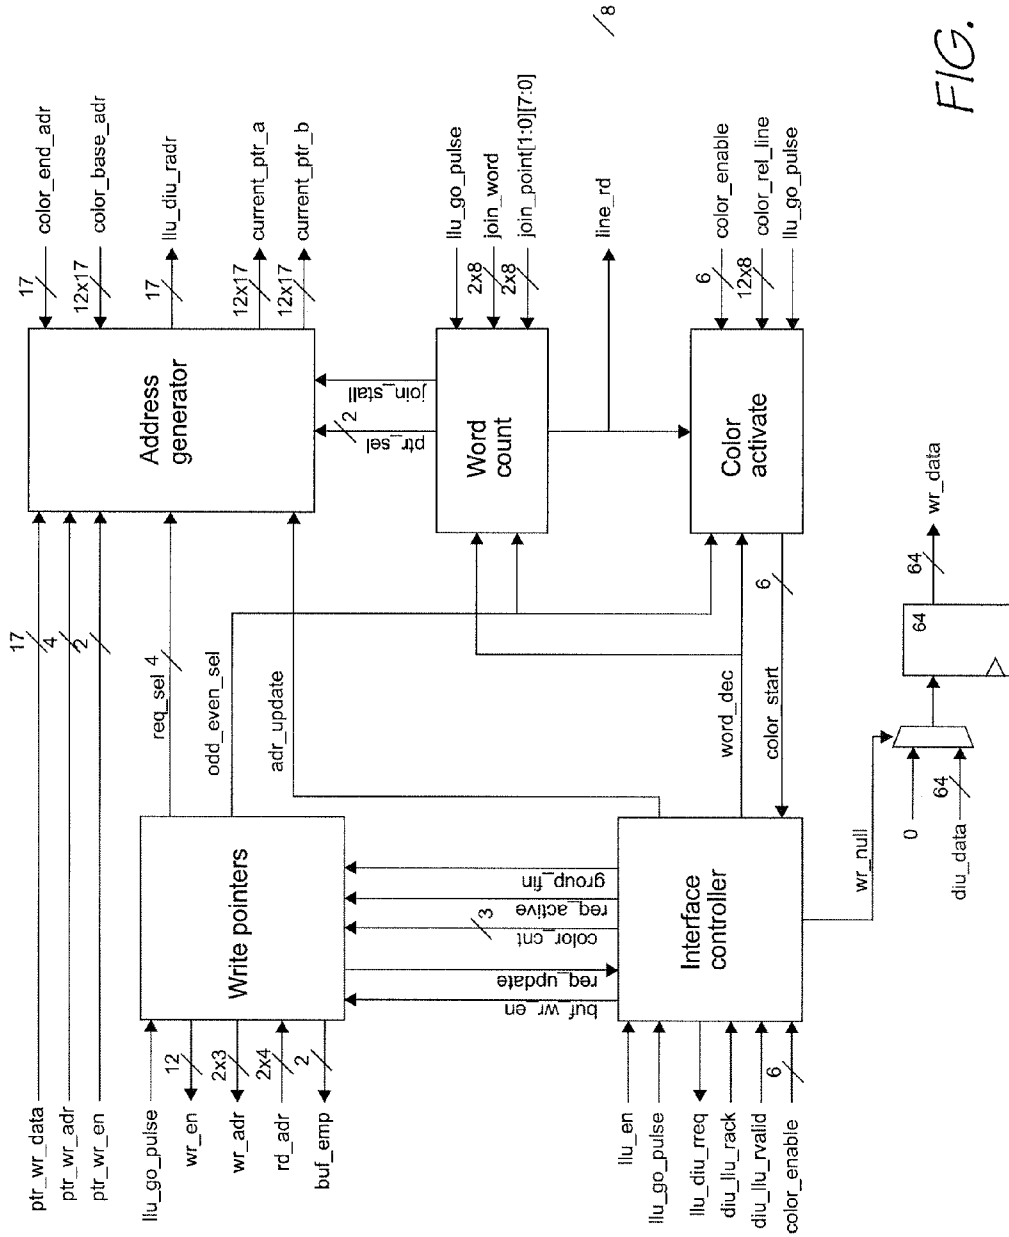 ptr_wr_data
17
ptr_wr_adr
4
ptr_wr_en
2
llu_go_pulse
wr_en
12
wr_adr
2x3
rd_adr
2x4
buf_emp
2
Write pointers
req_sel
4
odd_even_sel
adr_update
Address
generator
17
color_end_adr
12x17
color_base_adr
17
llu_diu_radr
12x17
current_ptr_a
12x17
current_ptr_b
buf_wr_en
req_update
color_cnt
3
req_active
group_fin
ptr_sel
2
join_stall
Word
count
llu_go_pulse
2x8
join_word
2x8
join_point[1:0][7:0]
line_rd
llu_en
llu_go_pulse
llu_diu_rreq
diu_llu_rack
diu_llu_rvalid
color_enable
6
Interface
controller
word_dec
color_start
6
Color
activate
6
color_enable
12x8
color_rel_line
llu_go_pulse
wr_null
0
diu_data
64
64
64
wr_data
8
FIG.